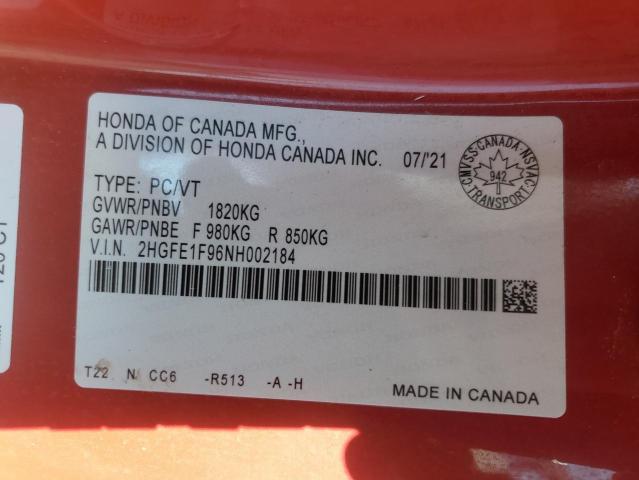 HONDA OF CANADA MFG.,
A DIVISION OF HONDA CANADA INC. 07/'21
CMVSS·CANADA·NSVAC
942
TRANSPORT
TYPE: PC/VT
GVWR/PNBV 1820KG
GAWR/PNBE F 980KG R 850KG
V.I.N. 2HGFE1F96NH002184
T22 N CC6 -R513 -A -H
MADE IN CANADA